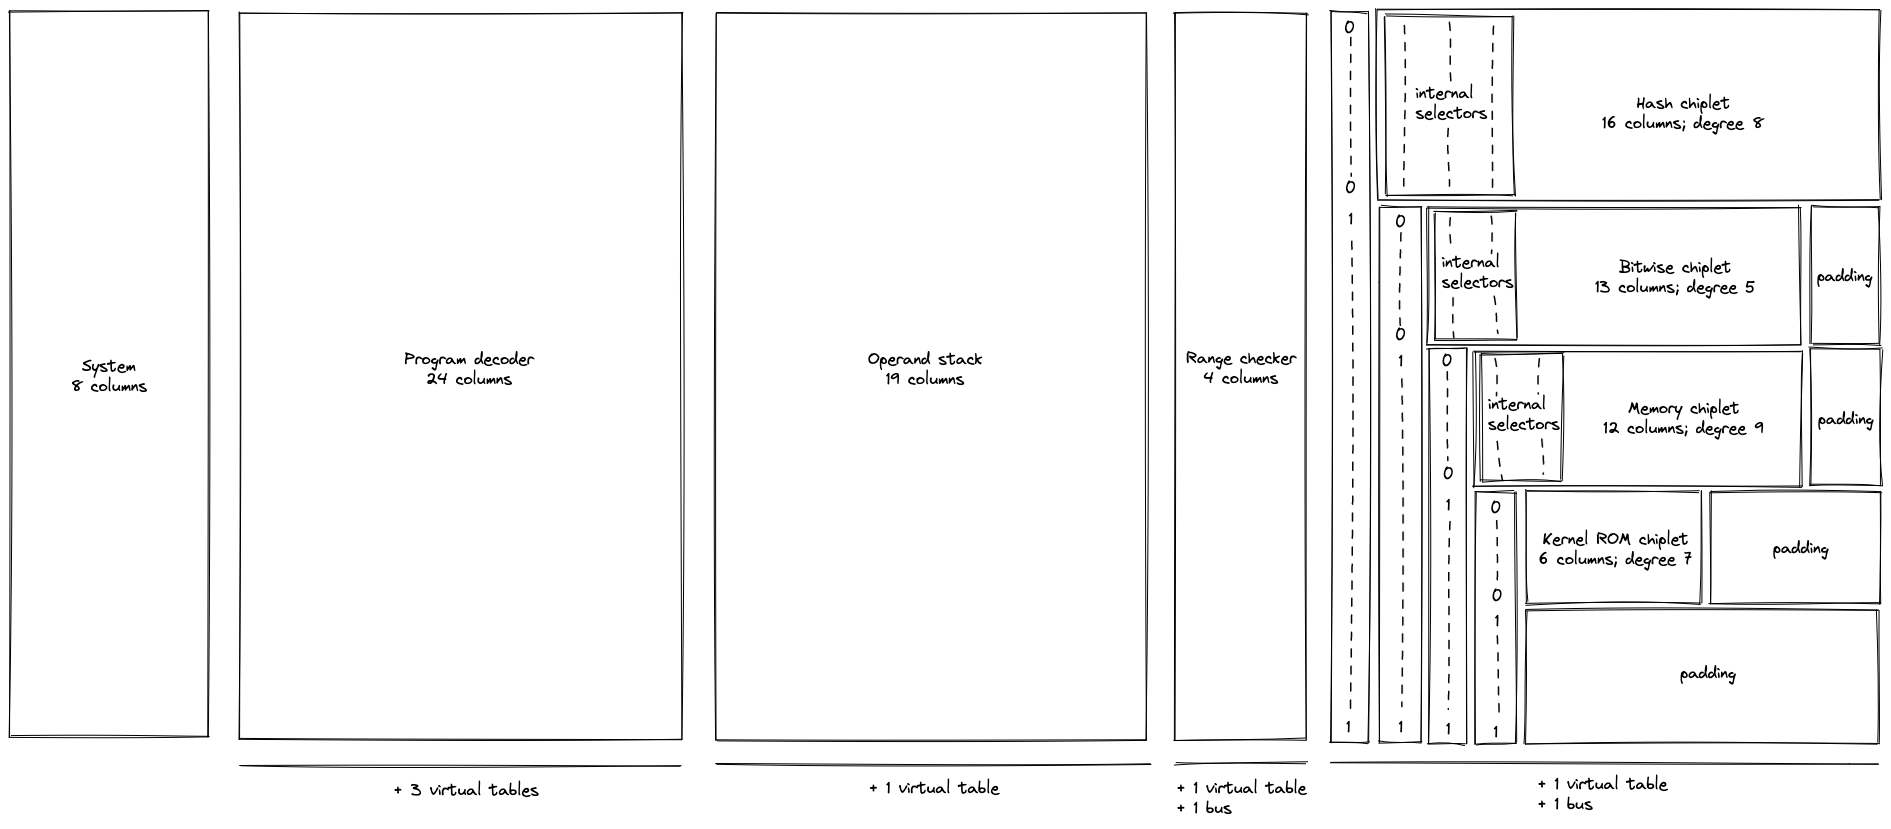 System
8 columns
Program decoder
24 columns
+ 3 virtual tables
Operand stack
19 columns
+ 1 virtual table
Range checker
4 columns
+ 1 virtual table
+ 1 bus
0
0
1
1
internal
selectors
Hash chiplet
16 columns; degree 8
0
0
1
1
internal
selectors
Bitwise chiplet
13 columns; degree 5
padding
0
0
1
1
internal
selectors
Memory chiplet
12 columns; degree 9
padding
0
0
1
1
Kernel ROM chiplet
6 columns; degree 7
padding
padding
+ 1 virtual table
+ 1 bus